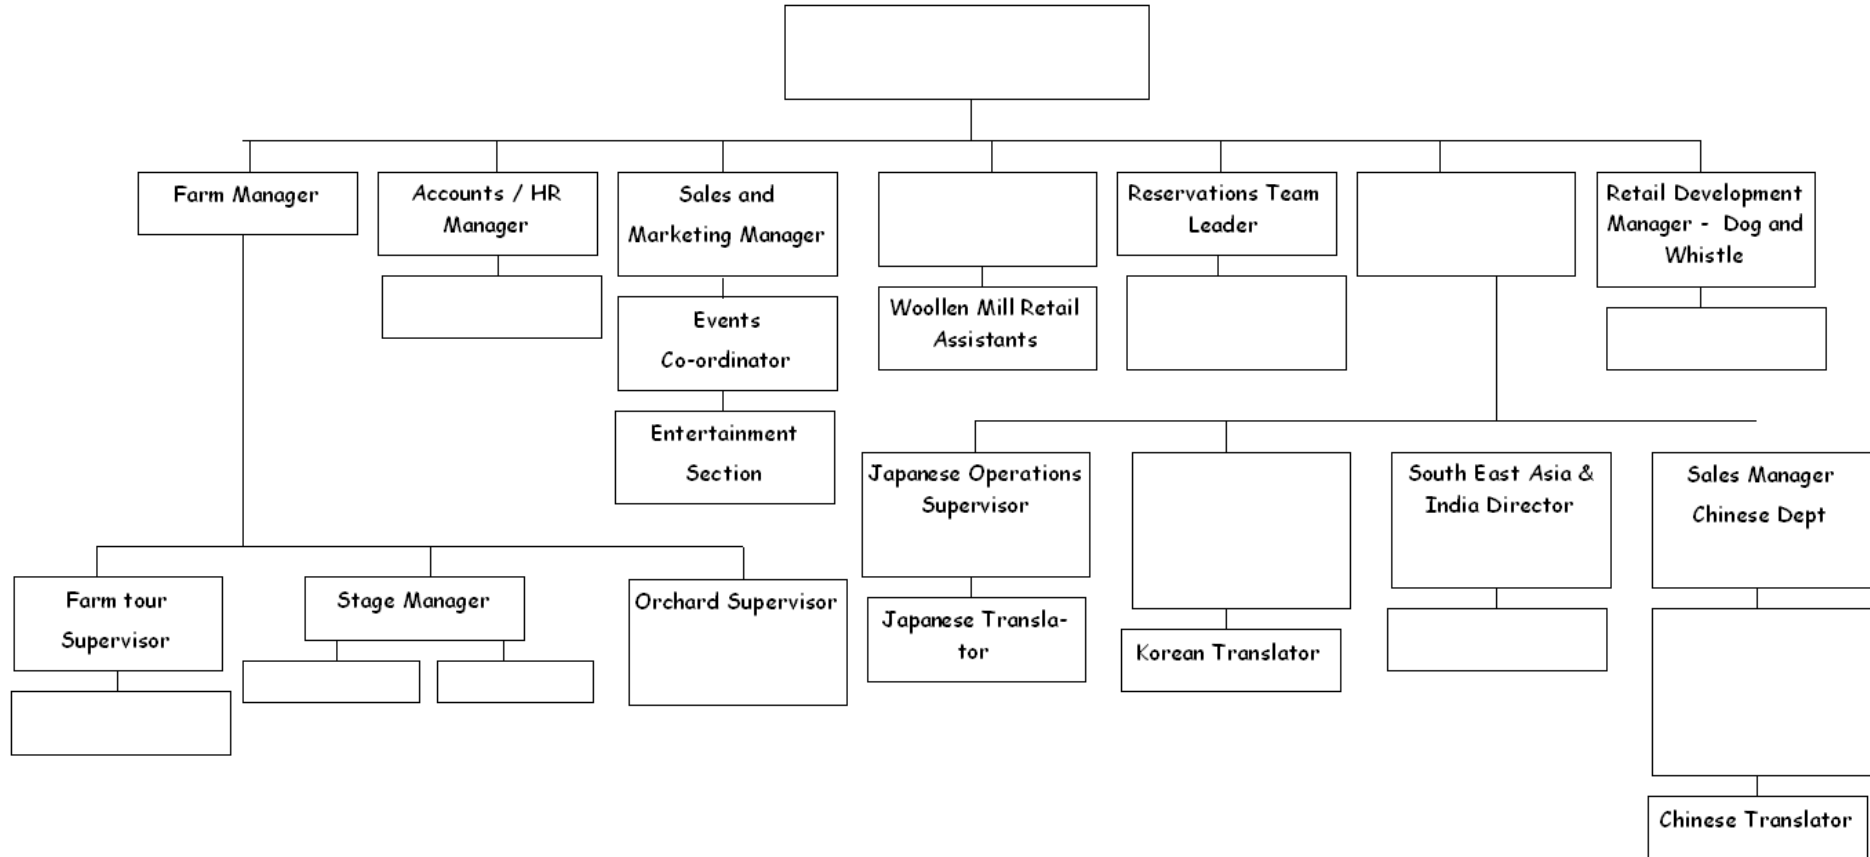 Farm Manager
Accounts / HR
Manager
Sales and
Marketing Manager
Reservations Team
Leader
Retail Development
Manager - Dog and
Whistle
Events
Co-ordinator
Woollen Mill Retail
Assistants
Entertainment
Section
Japanese Operations
Supervisor
South East Asia &
India Director
Sales Manager
Chinese Dept
Farm tour
Supervisor
Stage Manager
Orchard Supervisor
Japanese Transla-
tor
Korean Translator
Chinese Translator